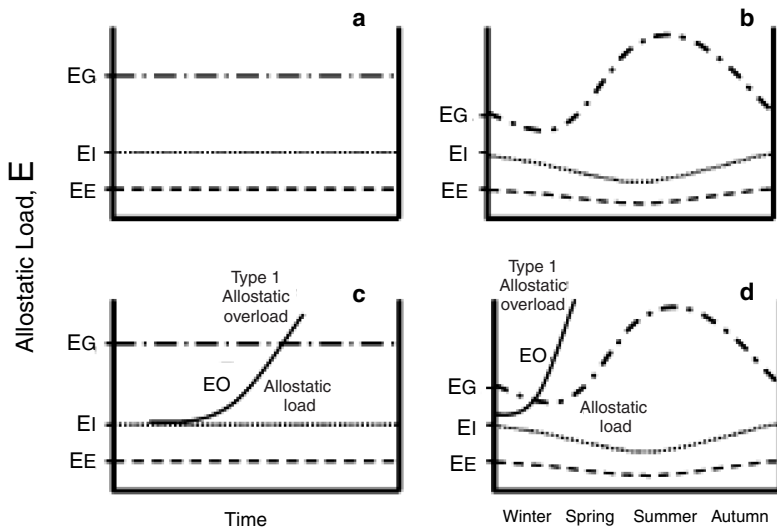 a
b
EG
EI
EE
EG
EI
EE
Allostatic Load, E
c
Type 1
Allostatic
overload
EG
EO
Allostatic
load
EI
EE
Time
d
Type 1
Allostatic
overload
EO
EG
Allostatic
load
EI
EE
Winter Spring Summer Autumn